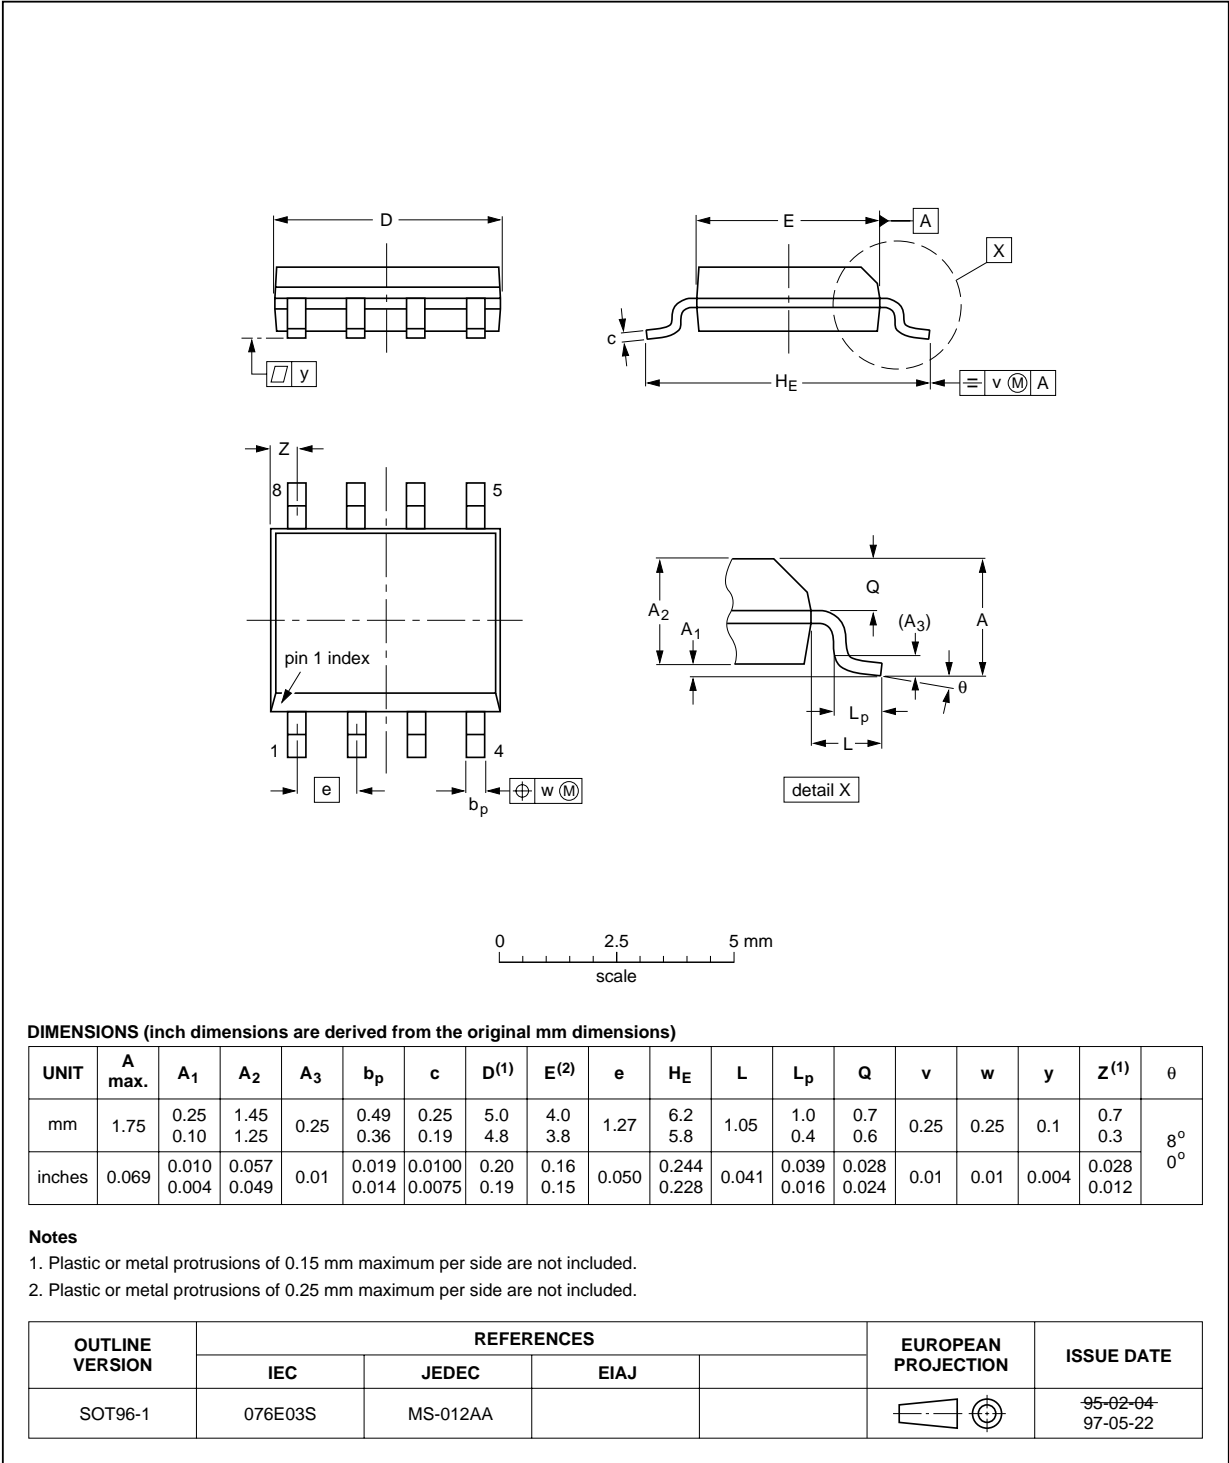 D
E
A
X
c
y
HE
v M A
Z
8
5
Q
A2
A1
(A3)
A
pin 1 index
θ
Lp
L
1
4
e
w M
bp
detail X
0 2.5 5 mm
scale
DIMENSIONS (inch dimensions are derived from the original mm dimensions)
UNIT A max. A1 A2 A3 bp c D(1) E(2) e HE L Lp Q v w y Z(1) θ
mm 1.75 0.25 0.10 1.45 1.25 0.25 0.49 0.36 0.25 0.19 5.0 4.8 4.0 3.8 1.27 6.2 5.8 1.05 1.0 0.4 0.7 0.6 0.25 0.25 0.1 0.7 0.3 8° 0°
inches 0.069 0.010 0.004 0.057 0.049 0.01 0.019 0.014 0.0100 0.0075 0.20 0.19 0.16 0.15 0.050 0.244 0.228 0.041 0.039 0.016 0.028 0.024 0.01 0.01 0.004 0.028 0.012
Notes
1. Plastic or metal protrusions of 0.15 mm maximum per side are not included.
2. Plastic or metal protrusions of 0.25 mm maximum per side are not included.
OUTLINE VERSION REFERENCES EUROPEAN PROJECTION ISSUE DATE
IEC JEDEC EIAJ
SOT96-1 076E03S MS-012AA 95-02-04
97-05-22